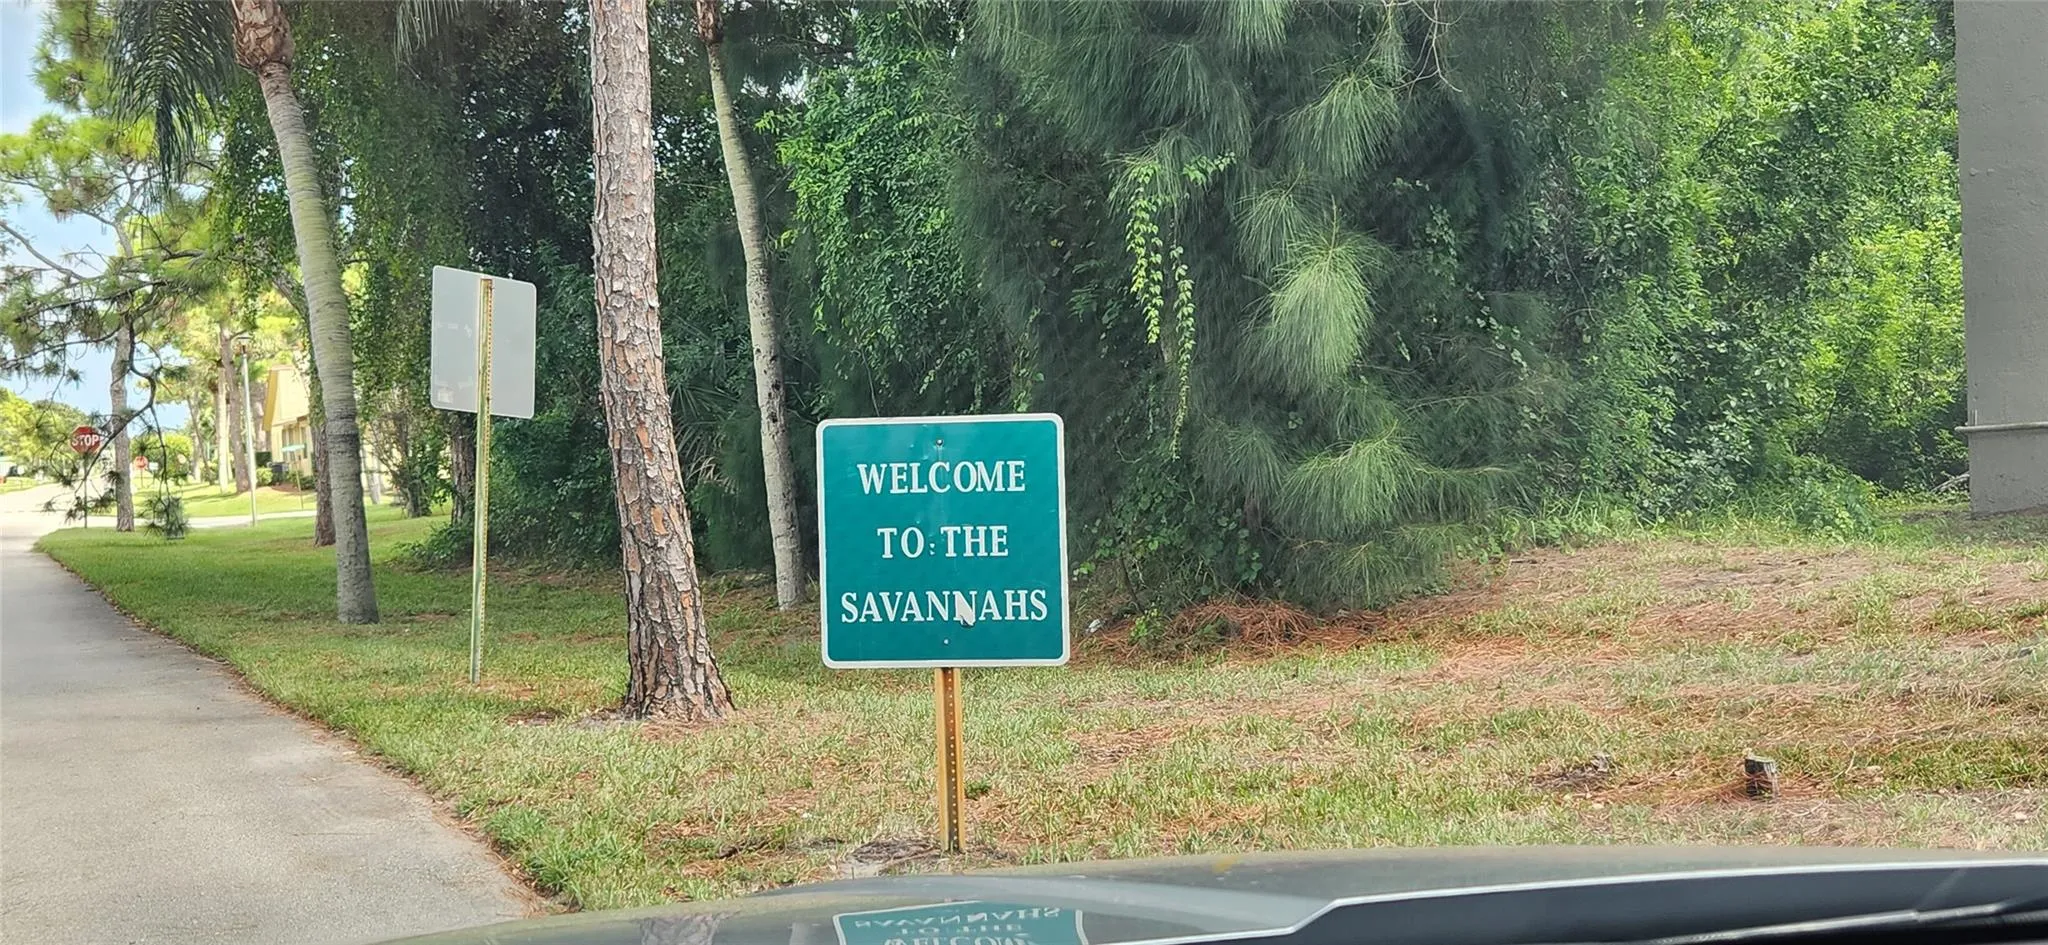 STOP
WELCOME
TO THE
SAVANNAHS